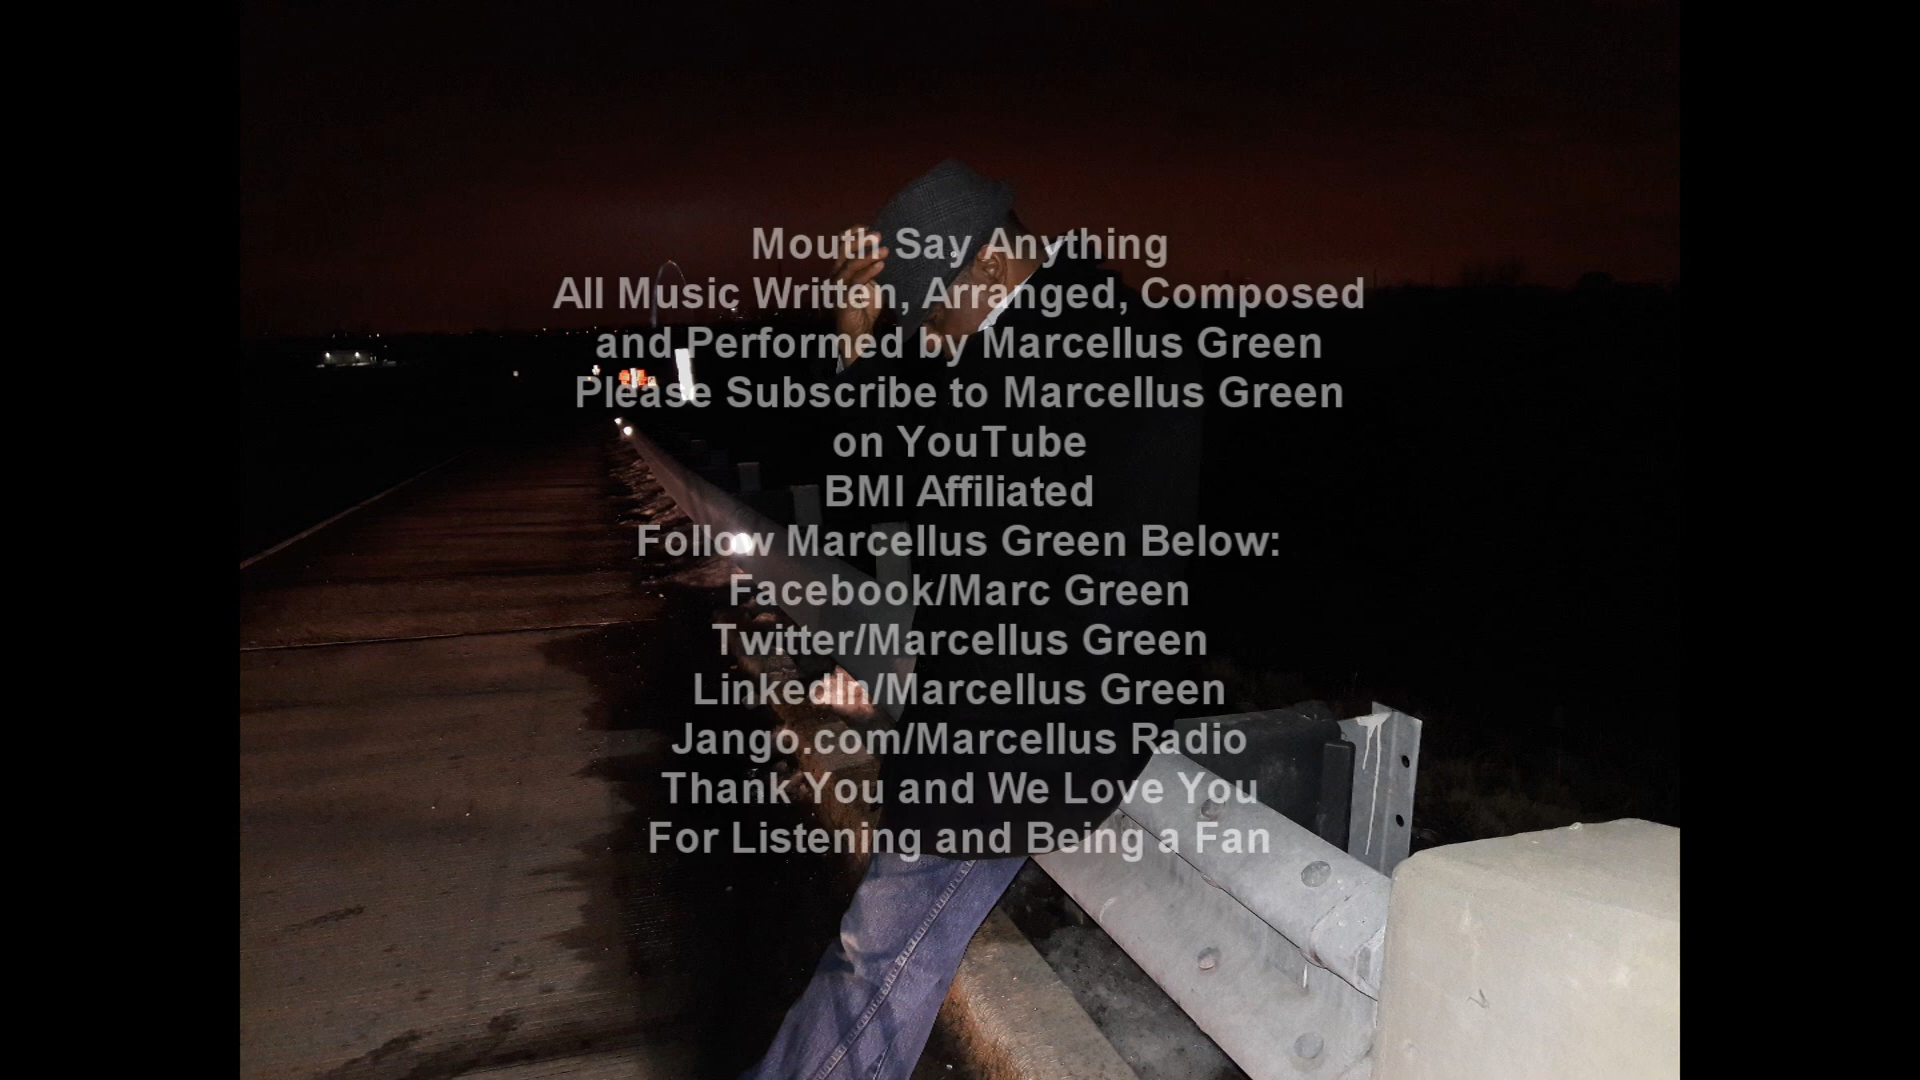 Mouth Say Anything
All Music Written, Arranged, Composed
and Performed by Marcellus Green
Please Subscribe to Marcellus Green
on YouTube
BMI Affiliated
Follow Marcellus Green Below:
Facebook/Marc Green
Twitter/Marcellus Green
LinkedIn/Marcellus Green
Jango.com/Marcellus Radio
Thank You and We Love You
For Listening and Being a Fan